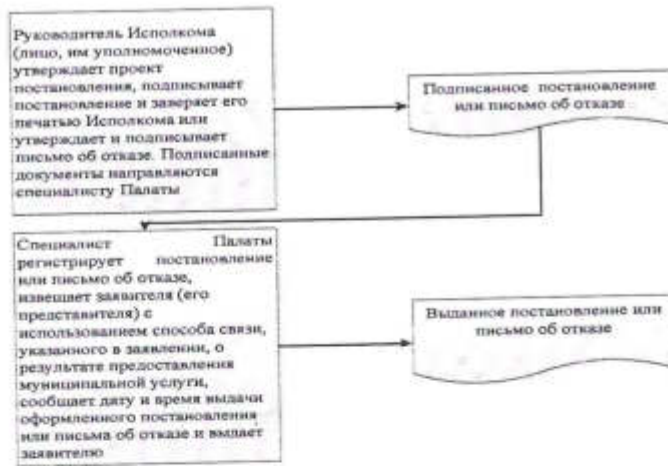 Руководитель Исполкома
(лицо, им уполномоченное)
утверждает проект
постановления, подписывает
постановление и заверяет его
печатью Исполкома или
утверждает и подписывает
письмо об отказе. Подписанные
документы направляются
специалисту Палаты
Подписанное постановление
или письмо об отказе
Специалист Палаты
регистрирует постановление
или письмо об отказе,
извещает заявителя (его
представителя) с
использованием способа связи,
указанного в заявлении, о
результате предоставления
муниципальной услуги,
сообщает дату и время выдачи
оформленного постановления
или письма об отказе и выдает
заявителю
Выданное постановление или
письмо об отказе